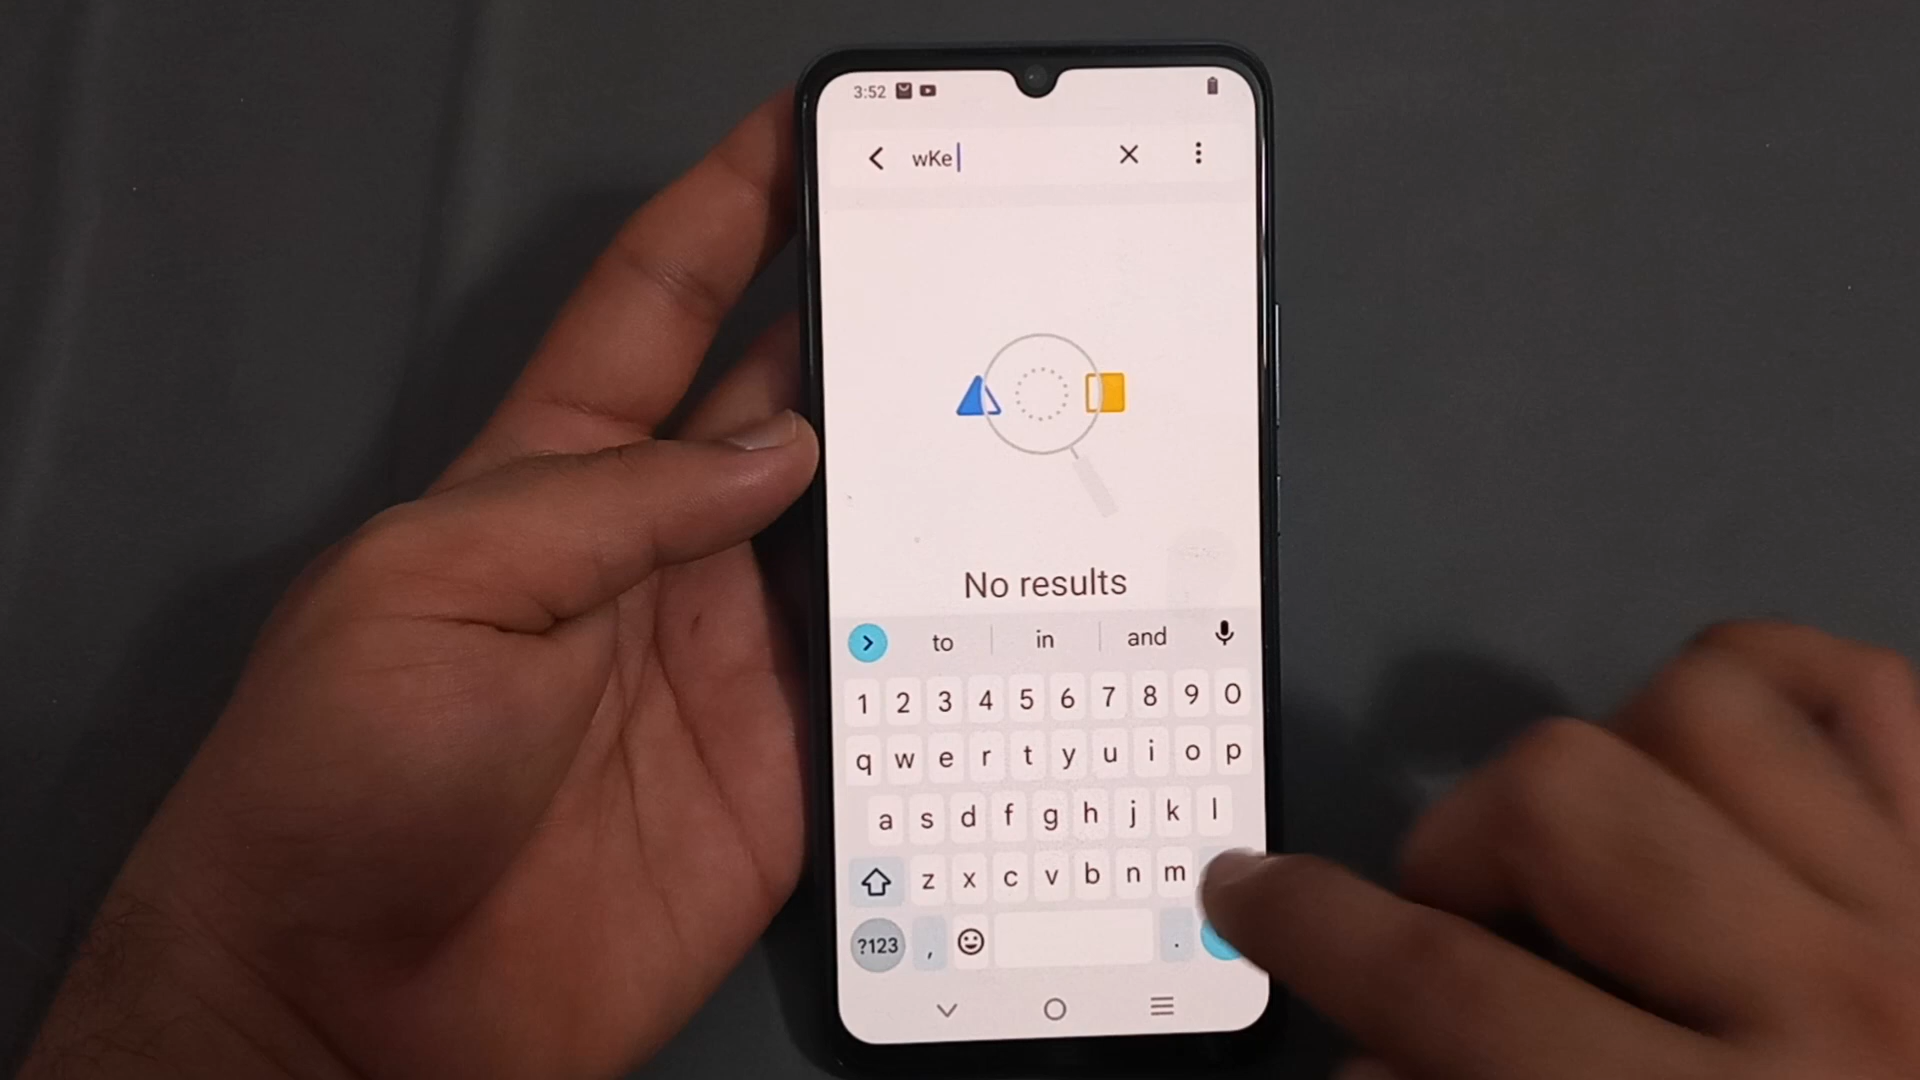 3:52
wKe
No results
to in and
1 2 3 4 5 6 7 8 9 0
q w e r t y u i o p
a s d f g h j k l
z x c v b n m
?123 , .